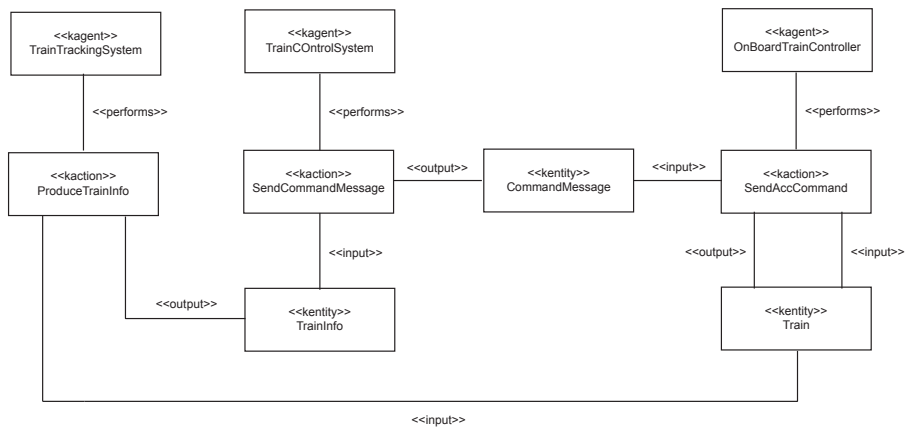 <<kagent>>
TrainTrackingSystem
<<kagent>>
TrainCOntrolSystem
<<kagent>>
OnBoardTrainController
<<performs>>
<<performs>>
<<performs>>
<<kaction>>
ProduceTrainInfo
<<kaction>>
SendCommandMessage
<<output>>
<<kentity>>
CommandMessage
<<input>>
<<kaction>>
SendAccCommand
<<input>>
<<output>>
<<input>>
<<output>>
<<kentity>>
TrainInfo
<<kentity>>
Train
<<input>>